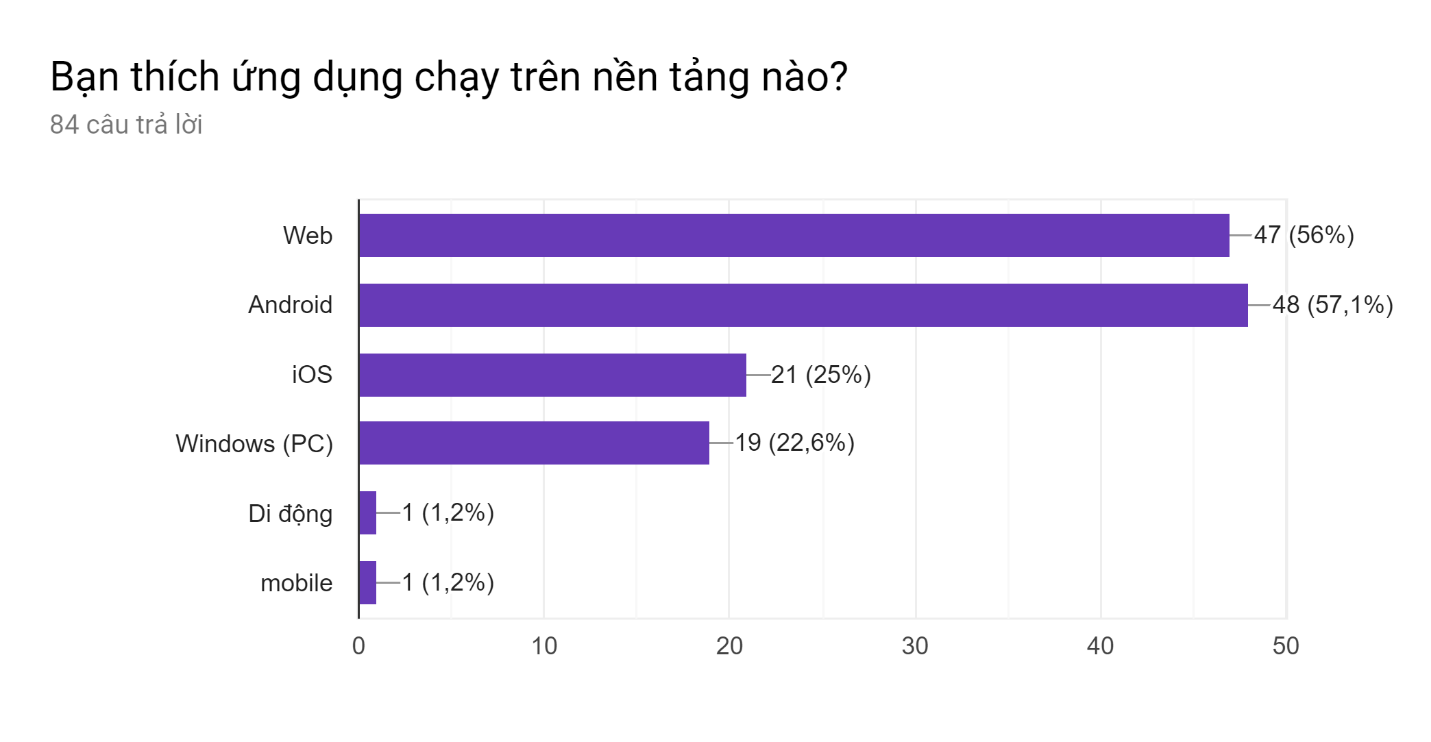 Bạn thích ứng dụng chạy trên nền tảng nào?
84 câu trả lời
Web 47 (56%)
Android 48 (57,1%)
iOS 21 (25%)
Windows (PC) 19 (22,6%)
Di động 1 (1,2%)
mobile 1 (1,2%)
0 10 20 30 40 50